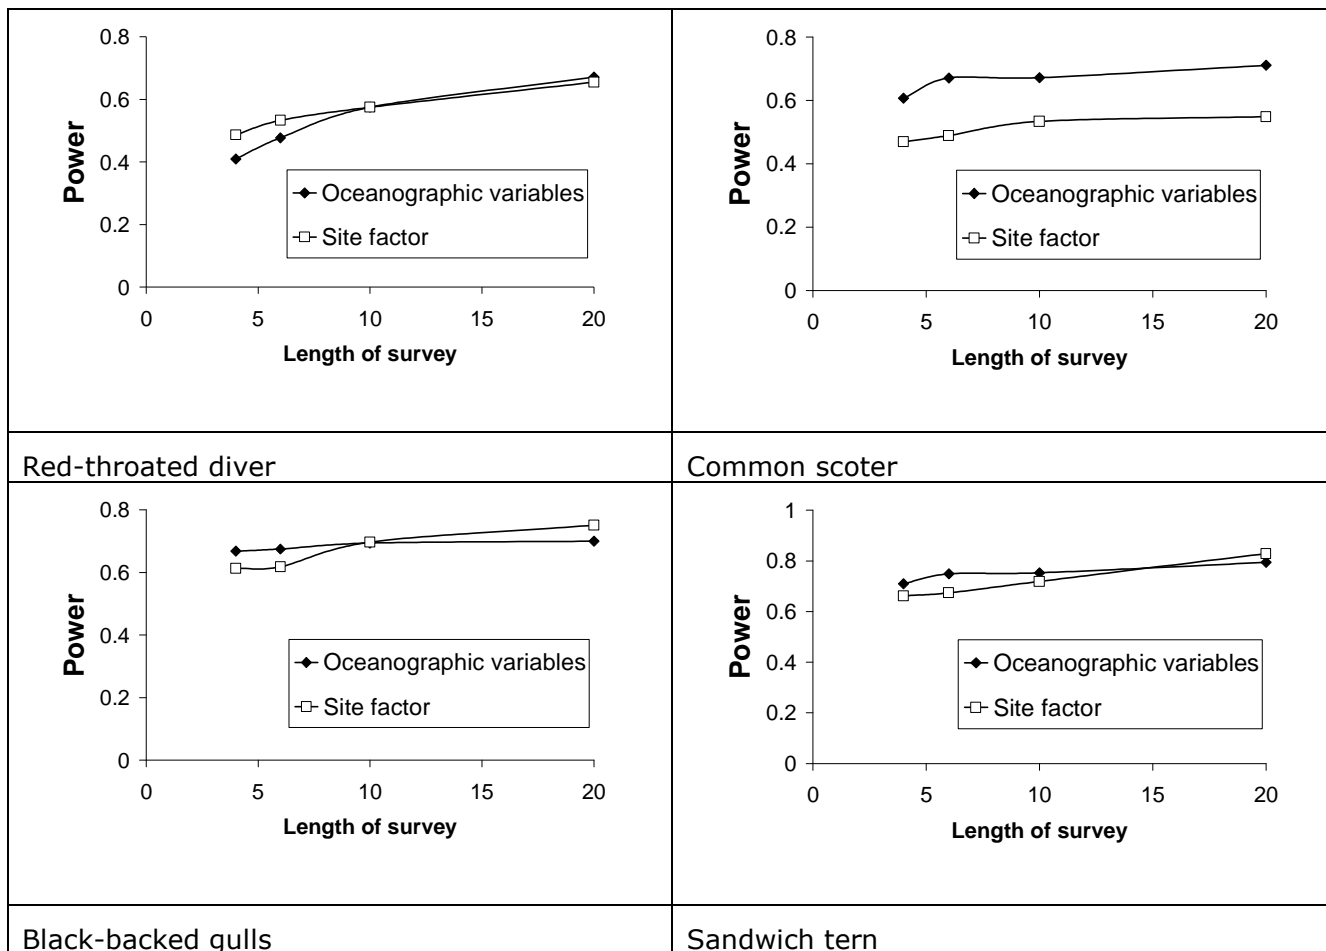 0.8
0.6
0.4
0.2
0
Power
Oceanographic variables
Site factor
0 5 10 15 20
Length of survey
0.8
0.6
0.4
0.2
0
Power
Oceanographic variables
Site factor
0 5 10 15 20
Length of survey
Red-throated diver
Common scoter
0.8
0.6
0.4
0.2
0
Power
Oceanographic variables
Site factor
0 5 10 15 20
Length of survey
1
0.8
0.6
0.4
0.2
0
Power
Oceanographic variables
Site factor
0 5 10 15 20
Length of survey
Black-backed gulls
Sandwich tern